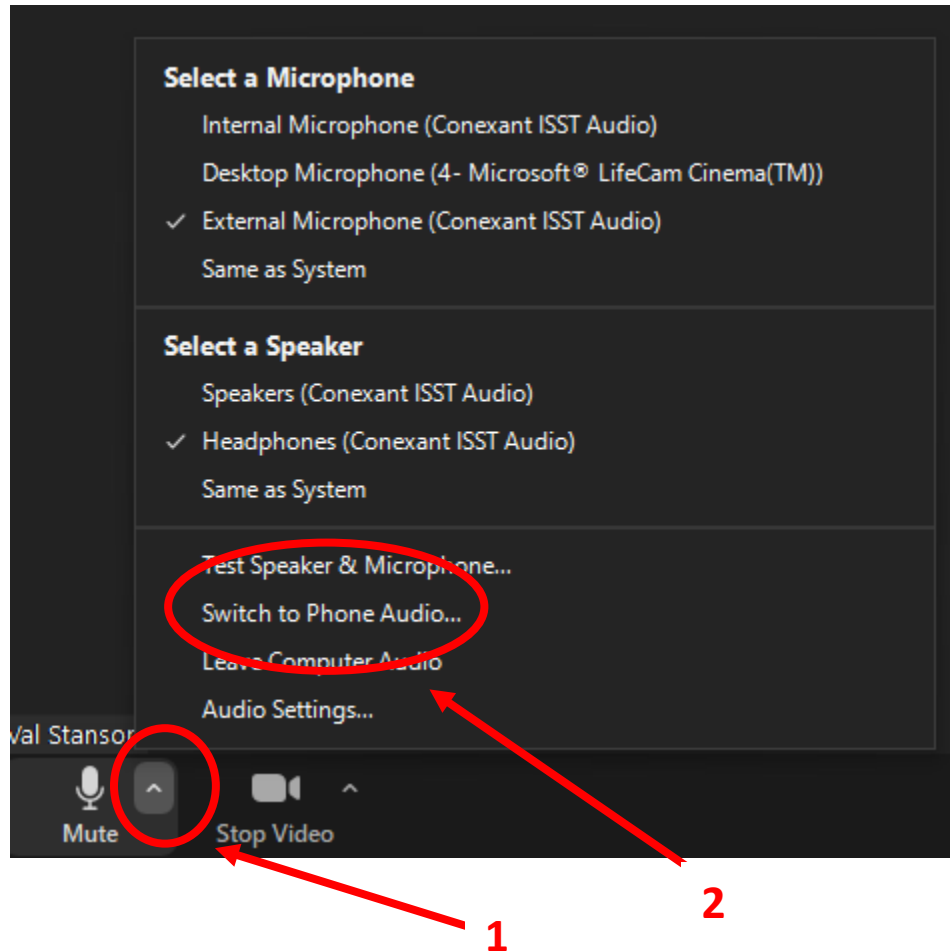 Select a Microphone
Internal Microphone (Conexant ISST Audio)
Desktop Microphone (4- Microsoft® LifeCam Cinema(TM))
External Microphone (Conexant ISST Audio)
Same as System
Select a Speaker
Speakers (Conexant ISST Audio)
Headphones (Conexant ISST Audio)
Same as System
Test Speaker & Microphone...
Switch to Phone Audio...
Leave Computer Audio
Audio Settings...
Val Stanson
Mute Stop Video
2
1